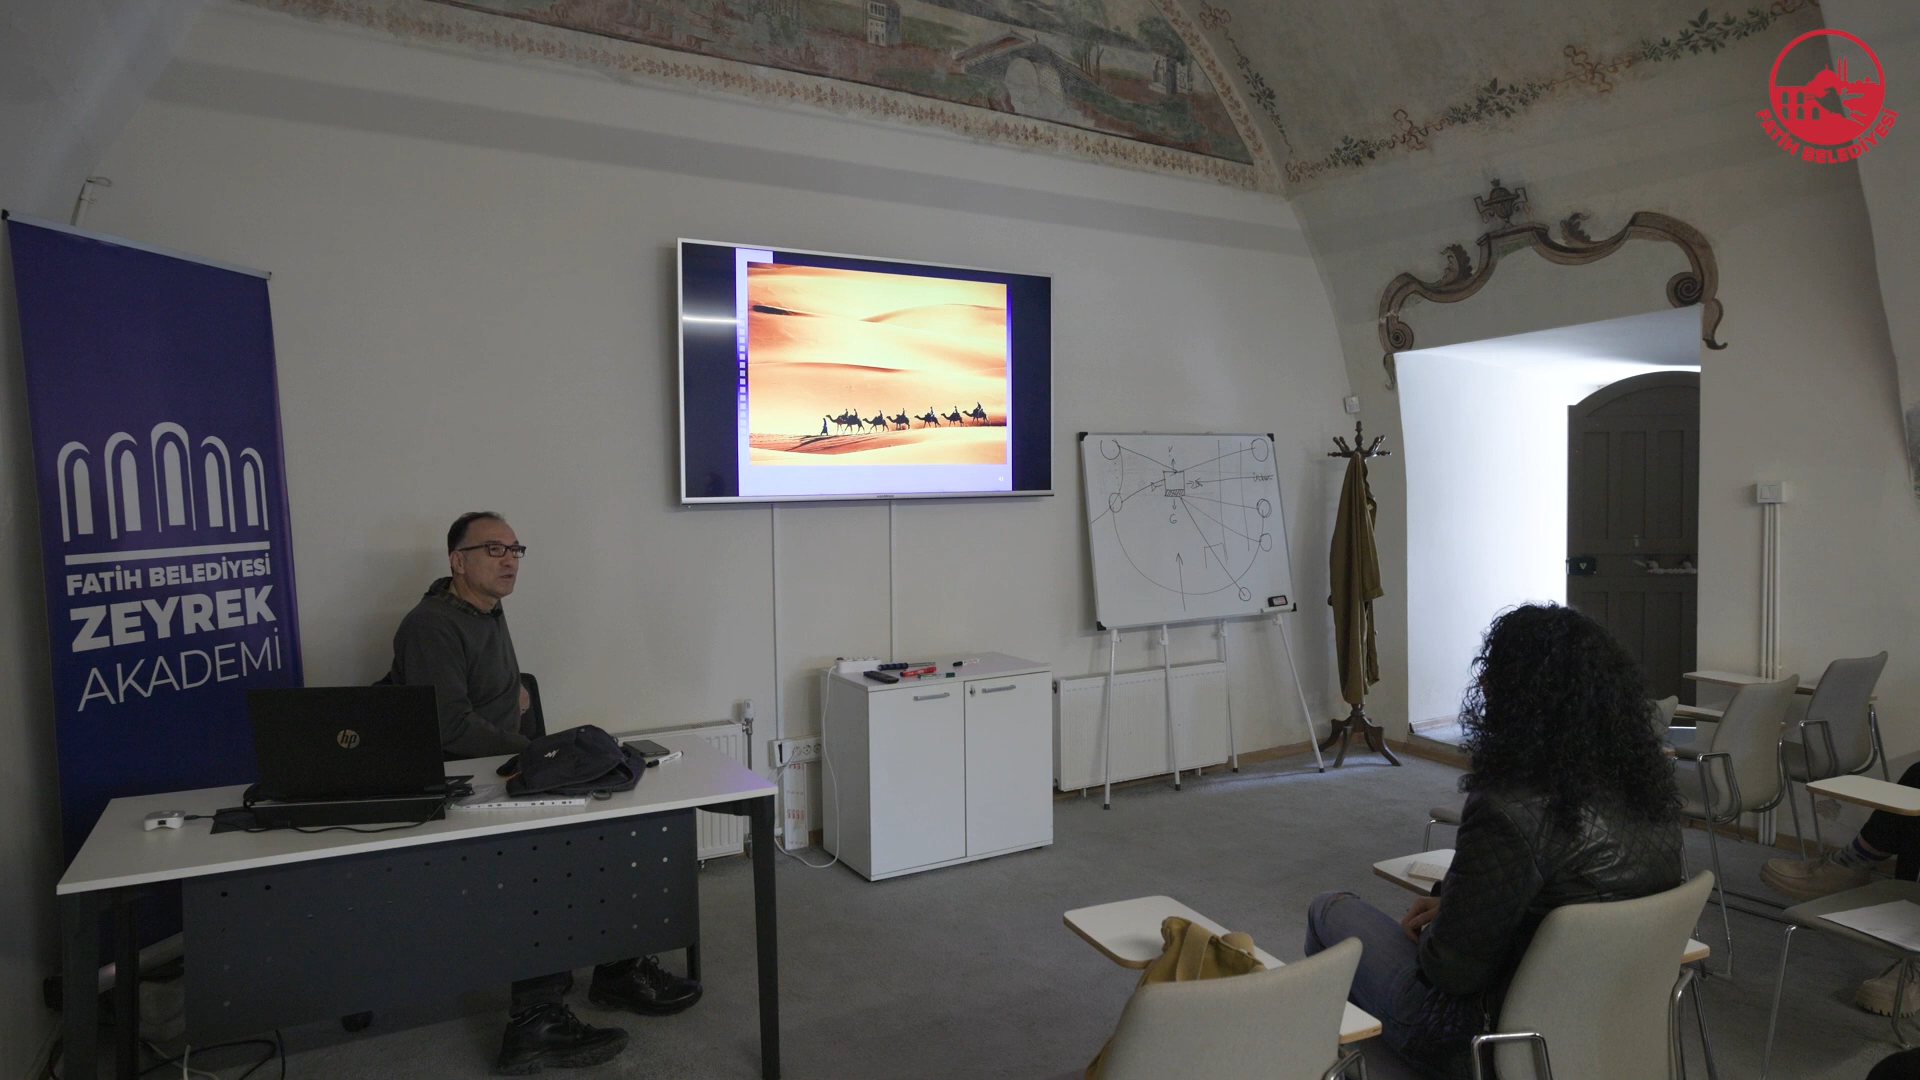 FATİH BELEDİYESİ
ZEYREK
AKADEMİ
hp
FATİH BELEDİYESİ